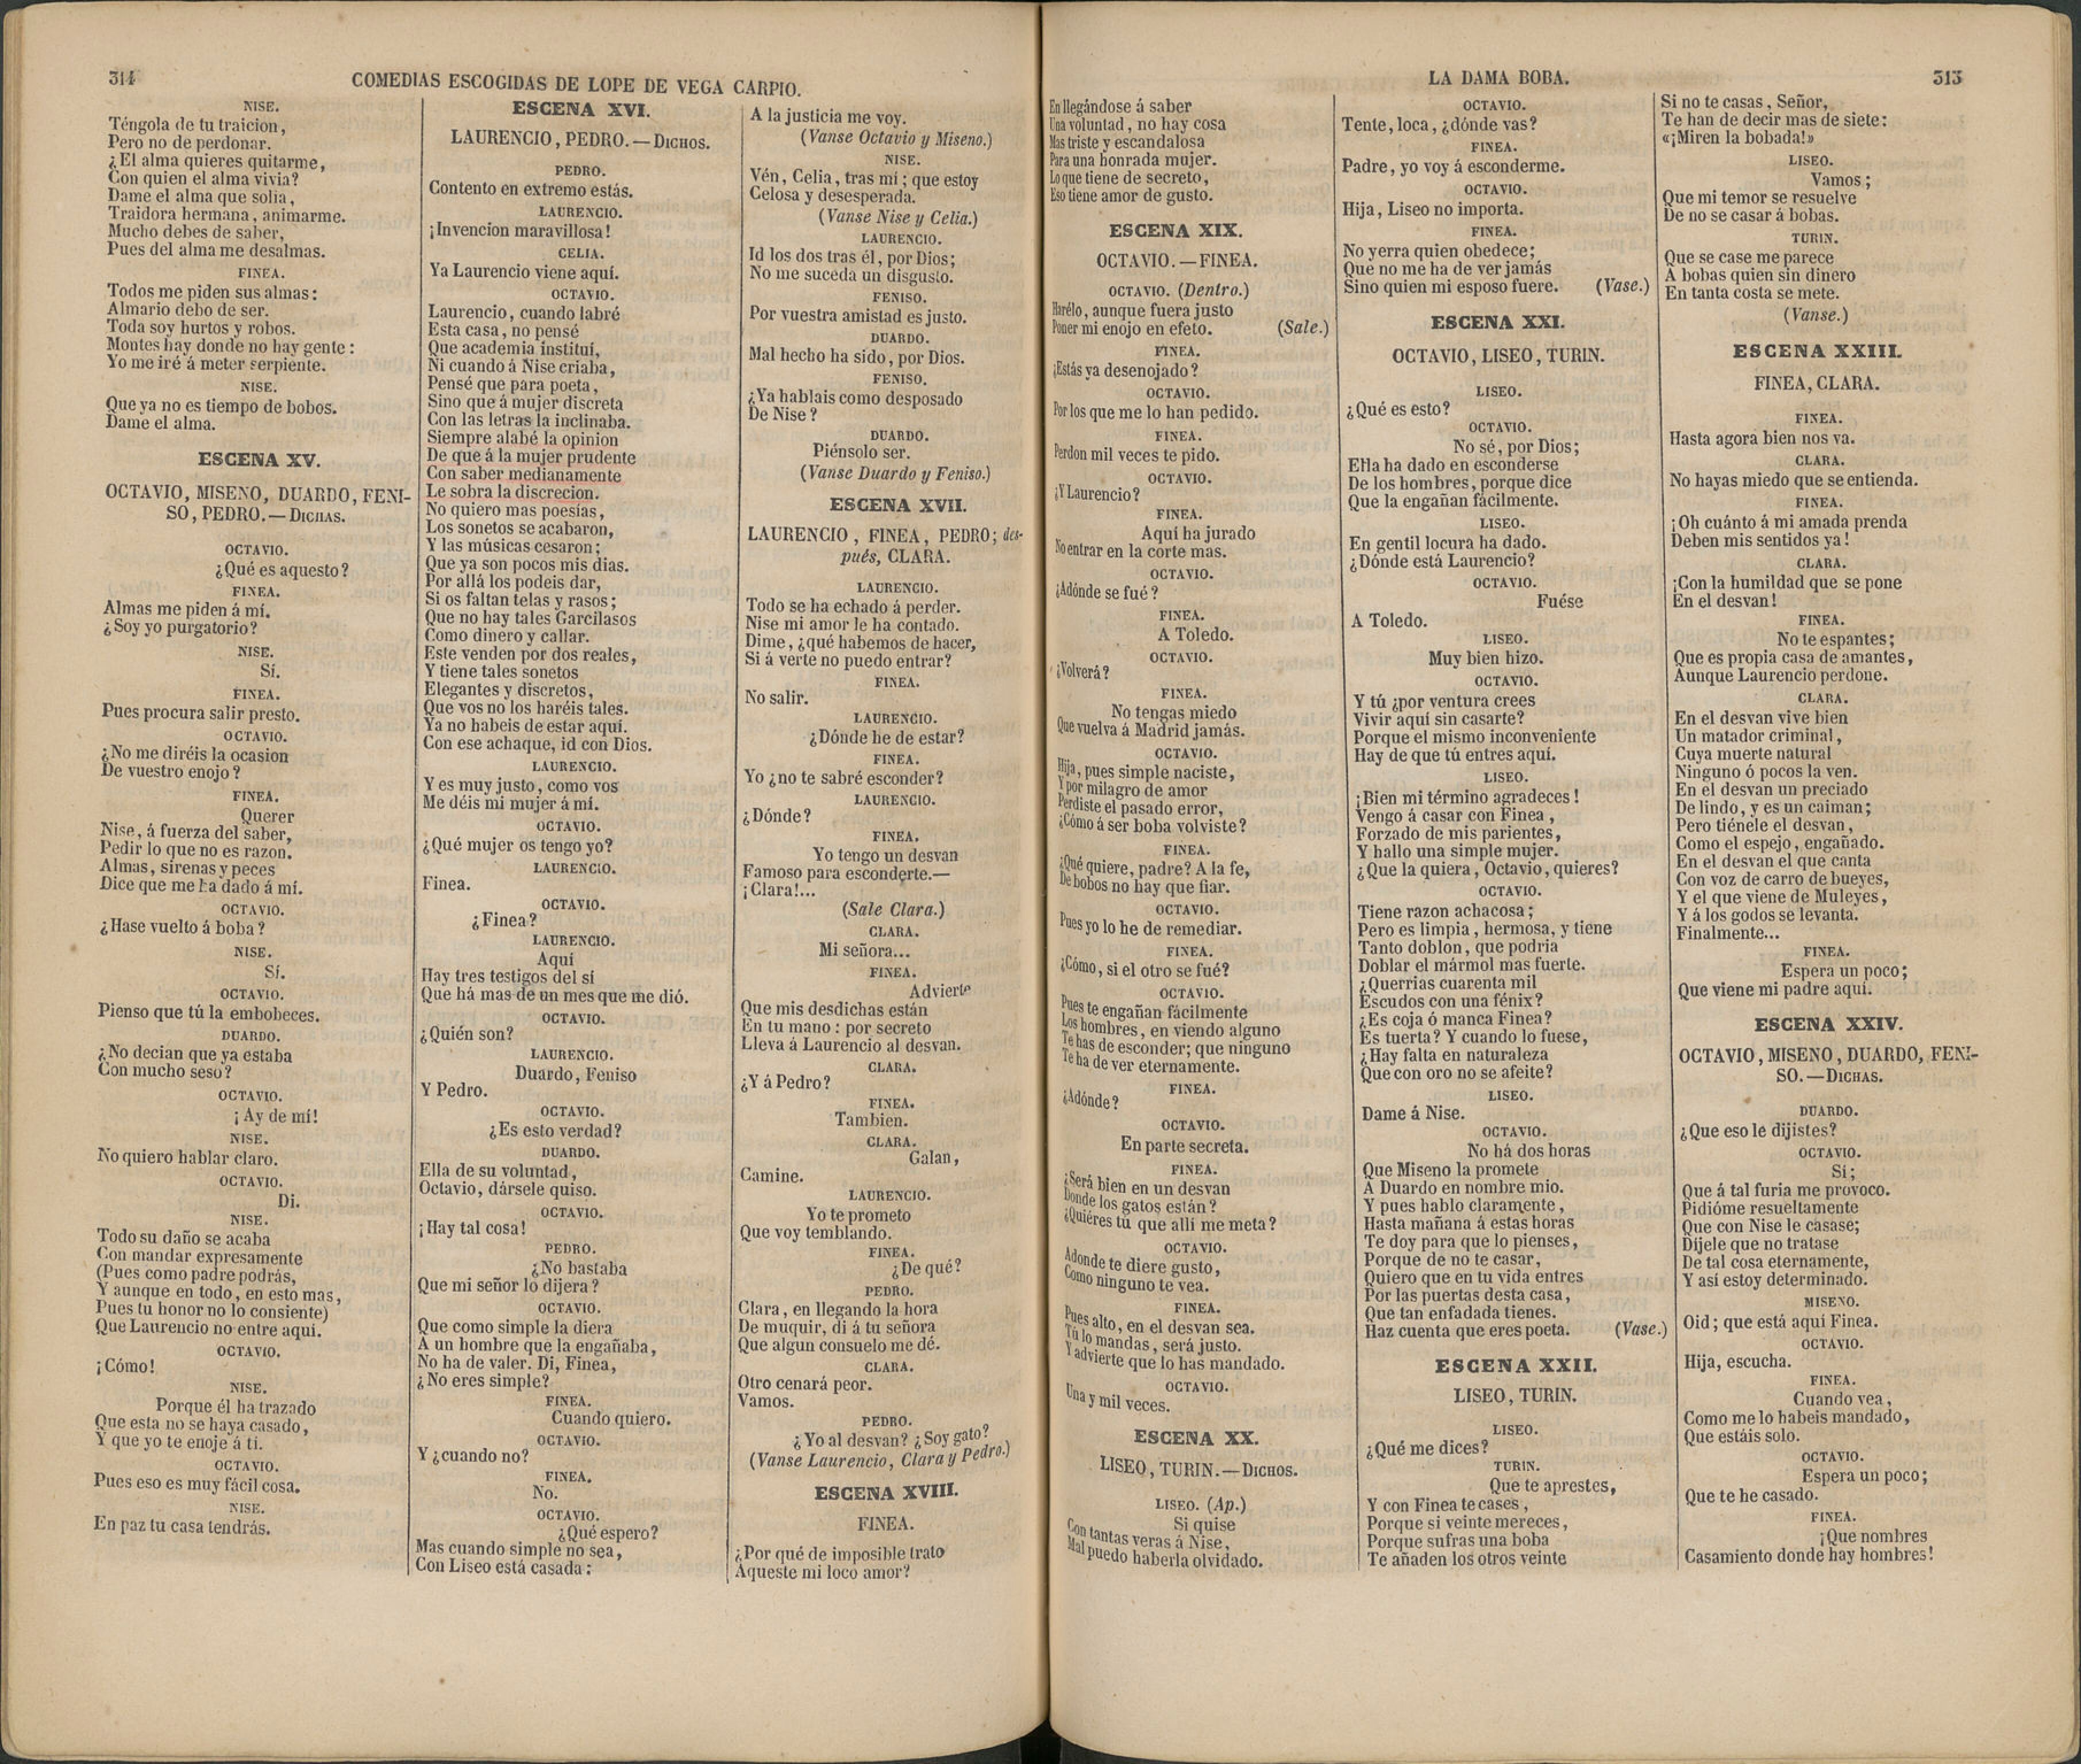 314
COMEDIAS ESCOGIDAS DE LOPE DE VEGA CARPIO.
NISE.
Téngola de tu traicion,
Pero no de perdonar.
¿El alma quieres quitarme,
Con quien el alma vivia?
Dame el alma que solia,
Traidora hermana, animarme.
Mucho debes de saber,
Pues del alma me desalmas.
FINEA.
Todos me piden sus almas:
Almario debo de ser.
Toda soy hurtos y robos.
Montes hay donde no hay gente:
Yo me iré á meter serpiente.
NISE.
Que ya no es tiempo de bobos.
Dame el alma.
ESCENA XV.
OCTAVIO, MISENO, DUARDO, FENI-
SO, PEDRO.—DICHAS.
OCTAVIO.
¿Qué es aquesto?
FINEA.
Almas me piden á mí.
¿Soy yo purgatorio?
NISE.
Sí.
FINEA.
Pues procura salir presto.
OCTAVIO.
¿No me diréis la ocasion
De vuestro enojo?
FINEA.
Querer
Nise, á fuerza del saber,
Pedir lo que no es razon.
Almas, sirenas y peces
Dice que me ha dado á mí.
OCTAVIO.
¿Hase vuelto á boba?
NISE.
Sí.
OCTAVIO.
Pienso que tú la embobeces.
DUARDO.
¿No decian que ya estaba
Con mucho seso?
OCTAVIO.
¡Ay de mí!
NISE.
No quiero hablar claro.
OCTAVIO.
Di.
NISE.
Todo su daño se acaba
Con mandar expresamente
(Pues como padre podrás,
Y aunque en todo, en esto mas,
Pues tu honor no lo consiente)
Que Laurencio no entre aquí.
OCTAVIO.
¡Cómo!
NISE.
Porque él ha trazado
Que esta no se haya casado,
Y que yo te enoje á tí.
OCTAVIO.
Pues eso es muy fácil cosa.
NISE.
En paz tu casa tendrás.
ESCENA XVI.
LAURENCIO, PEDRO.—DICHOS.
PEDRO.
Contento en extremo estás.
LAURENCIO.
¡Invencion maravillosa!
CELIA.
Ya Laurencio viene aquí.
OCTAVIO.
Laurencio, cuando labré
Esta casa, no pensé
Que academia instituí,
Ni cuando á Nise criaba,
Pensé que para poeta,
Sino que á mujer discreta
Con las letras la inclinaba.
Siempre alabé la opinion
De que á la mujer prudente
Con saber medianamente
Le sobra la discrecion.
No quiero mas poesías,
Los sonetos se acabaron,
Y las músicas cesaron;
Que ya son pocos mis dias.
Por allá los podeis dar,
Si os faltan telas y rasos;
Que no hay tales Garcilasos
Como dinero y callar.
Este venden por dos reales,
Y tiene tales sonetos
Elegantes y discretos,
Que vos no los haréis tales.
Ya no habeis de estar aquí.
Con ese achaque, id con Dios.
LAURENCIO.
Y es muy justo, como vos
Me déis mi mujer á mí.
OCTAVIO.
¿Qué mujer os tengo yo?
LAURENCIO.
Finea.
OCTAVIO.
¿Finea?
LAURENCIO.
Aquí
Hay tres testigos del sí
Que há mas de un mes que me dió.
OCTAVIO.
¿Quién son?
LAURENCIO.
Duardo, Feniso
Y Pedro.
OCTAVIO.
¿Es esto verdad?
DUARDO.
Ella de su voluntad,
Octavio, dársele quiso.
OCTAVIO.
¡Hay tal cosa!
PEDRO.
¿No bastaba
Que mi señor lo dijera?
OCTAVIO.
Que como simple la diera
A un hombre que la engañaba,
No ha de valer. Di, Finea,
¿No eres simple?
FINEA.
Cuando quiero.
OCTAVIO.
Y ¿cuando no?
FINEA.
No.
OCTAVIO.
¿Qué espero?
Mas cuando simple no sea,
Con Liseo está casada:
A la justicia me voy.
(Vanse Octavio y Miseno.)
NISE.
Vén, Celia, tras mí; que estoy
Celosa y desesperada.
(Vanse Nise y Celia.)
LAURENCIO.
Id los dos tras él, por Dios;
No me suceda un disgusto.
FENISO.
Por vuestra amistad es justo.
DUARDO.
Mal hecho ha sido, por Dios.
FENISO.
¿Ya hablais como desposado
De Nise?
DUARDO.
Piénsolo ser.
(Vanse Duardo y Feniso.)
ESCENA XVII.
LAURENCIO, FINEA, PEDRO; des-
pués, CLARA.
LAURENCIO.
Todo se ha echado á perder.
Nise mi amor le ha contado.
Dime, ¿qué habemos de hacer,
Si á verte no puedo entrar?
FINEA.
No salir.
LAURENCIO.
¿Dónde he de estar?
FINEA.
Yo ¿no te sabré esconder?
LAURENCIO.
¿Dónde?
FINEA.
Yo tengo un desvan
Famoso para esconderte.—
¡Clara!...
(Sale Clara.)
CLARA.
Mi señora...
FINEA.
Advierte
Que mis desdichas están
En tu mano: por secreto
Lleva á Laurencio al desvan.
CLARA.
¿Y á Pedro?
FINEA.
Tambien.
CLARA.
Galan,
Camine.
LAURENCIO.
Yo te prometo
Que voy temblando.
FINEA.
¿De qué?
PEDRO.
Clara, en llegando la hora
De muquir, di á tu señora
Que algun consuelo me dé.
CLARA.
Otro cenará peor.
Vamos.
PEDRO.
¿Yo al desvan? ¿Soy gato?
(Vanse Laurencio, Clara y Pedro.)
ESCENA XVIII.
FINEA.
¿Por qué de imposible trato
Aqueste mi loco amor?
LA DAMA BOBA.
315
En llegándose á saber
Una voluntad, no hay cosa
Mas triste y escandalosa
Para una honrada mujer.
Lo que tiene de secreto,
Eso tiene amor de gusto.
ESCENA XIX.
OCTAVIO.—FINEA.
OCTAVIO. (Dentro.)
Harélo, aunque fuera justo
Poner mi enojo en efeto. (Sale.)
FINEA.
¿Estás ya desenojado?
OCTAVIO.
Por los que me lo han pedido.
FINEA.
Perdon mil veces te pido.
OCTAVIO.
¿Y Laurencio?
FINEA.
Aquí ha jurado
No entrar en la corte mas.
OCTAVIO.
¿Adónde se fué?
FINEA.
A Toledo.
OCTAVIO.
¿Volverá?
FINEA.
No tengas miedo
Que vuelva á Madrid jamás.
OCTAVIO.
Hija, pues simple naciste,
Y por milagro de amor
Perdiste el pasado error,
¿Cómo á ser boba volviste?
FINEA.
¿Qué quiere, padre? A la fe,
De bobos no hay que fiar.
OCTAVIO.
Pues yo lo he de remediar.
FINEA.
¿Cómo, si el otro se fué?
OCTAVIO.
Pues te engañan fácilmente
Los hombres, en viendo alguno
Te has de esconder; que ninguno
Te ha de ver eternamente.
FINEA.
¿Adónde?
OCTAVIO.
En parte secreta.
FINEA.
¿Será bien en un desvan
Donde los gatos están?
¿Quiéres tú que allí me meta?
OCTAVIO.
Adonde te diere gusto,
Como ninguno te vea.
FINEA.
Pues alto, en el desvan sea.
Tú lo mandas, será justo.
Y advierte que lo has mandado.
OCTAVIO.
Una y mil veces.
ESCENA XX.
LISEO, TURIN.—DICHOS.
LISEO. (Ap.)
Si quise
Con tantas veras á Nise,
Mal puedo haberla olvidado.
OCTAVIO.
Tente, loca, ¿dónde vas?
FINEA.
Padre, yo voy á esconderme.
OCTAVIO.
Hija, Liseo no importa.
FINEA.
No yerra quien obedece;
Que no me ha de ver jamás
Sino quien mi esposo fuere. (Vase.)
ESCENA XXI.
OCTAVIO, LISEO, TURIN.
LISEO.
¿Qué es esto?
OCTAVIO.
No sé, por Dios;
Ella ha dado en esconderse
De los hombres, porque dice
Que la engañan fácilmente.
LISEO.
En gentil locura ha dado.
¿Dónde está Laurencio?
OCTAVIO.
Fuése
A Toledo.
LISEO.
Muy bien hizo.
OCTAVIO.
Y tú ¿por ventura crees
Vivir aquí sin casarte?
Porque el mismo inconveniente
Hay de que tú entres aquí.
LISEO.
¡Bien mi término agradeces!
Vengo á casar con Finea,
Forzado de mis parientes,
Y hallo una simple mujer.
¿Que la quiera, Octavio, quieres?
OCTAVIO.
Tiene razon achacosa;
Pero es limpia, hermosa, y tiene
Tanto doblon, que podria
Doblar el mármol mas fuerte.
¿Querrias cuarenta mil
Escudos con una fénix?
¿Es coja ó manca Finea?
Es tuerta? Y cuando lo fuese,
¿Hay falta en naturaleza
Que con oro no se afeite?
LISEO.
Dame á Nise.
OCTAVIO.
No há dos horas
Que Miseno la promete
A Duardo en nombre mio.
Y pues hablo claramente,
Hasta mañana á estas horas
Te doy para que lo pienses,
Porque de no te casar,
Quiero que en tu vida entres
Por las puertas desta casa,
Que tan enfadada tienes.
Haz cuenta que eres poeta. (Vase.)
ESCENA XXII.
LISEO, TURIN.
LISEO.
¿Qué me dices?
TURIN.
Que te aprestes,
Y con Finea te cases,
Porque si veinte mereces,
Porque sufras una boba
Te añaden los otros veinte
Si no te casas, Señor,
Te han de decir mas de siete:
«¡Miren la bobada!»
LISEO.
Vamos;
Que mi temor se resuelve
De no se casar á bobas.
TURIN.
Que se case me parece
A bobas quien sin dinero
En tanta costa se mete.
(Vanse.)
ESCENA XXIII.
FINEA, CLARA.
FINEA.
Hasta agora bien nos va.
CLARA.
No hayas miedo que se entienda.
FINEA.
¡Oh cuánto á mi amada prenda
Deben mis sentidos ya!
CLARA.
¡Con la humildad que se pone
En el desvan!
FINEA.
No te espantes;
Que es propia casa de amantes,
Aunque Laurencio perdone.
CLARA.
En el desvan vive bien
Un matador criminal,
Cuya muerte natural
Ninguno ó pocos la ven.
En el desvan un preciado
De lindo, y es un caiman;
Pero tiénele el desvan,
Como el espejo, engañado.
En el desvan el que canta
Con voz de carro de bueyes,
Y el que viene de Muleyes,
Y á los godos se levanta.
Finalmente...
FINEA.
Espera un poco;
Que viene mi padre aquí.
ESCENA XXIV.
OCTAVIO, MISENO, DUARDO, FENI-
SO.—DICHAS.
DUARDO.
¿Que eso le dijistes?
OCTAVIO.
Sí;
Que á tal furia me provoco.
Pidióme resueltamente
Que con Nise le casase;
Díjele que no tratase
De tal cosa eternamente,
Y así estoy determinado.
MISENO.
Oid; que está aquí Finea.
OCTAVIO.
Hija, escucha.
FINEA.
Cuando vea,
Como me lo habeis mandado,
Que estáis solo.
OCTAVIO.
Espera un poco;
Que te he casado.
FINEA.
¡Que nombres
Casamiento donde hay hombres!